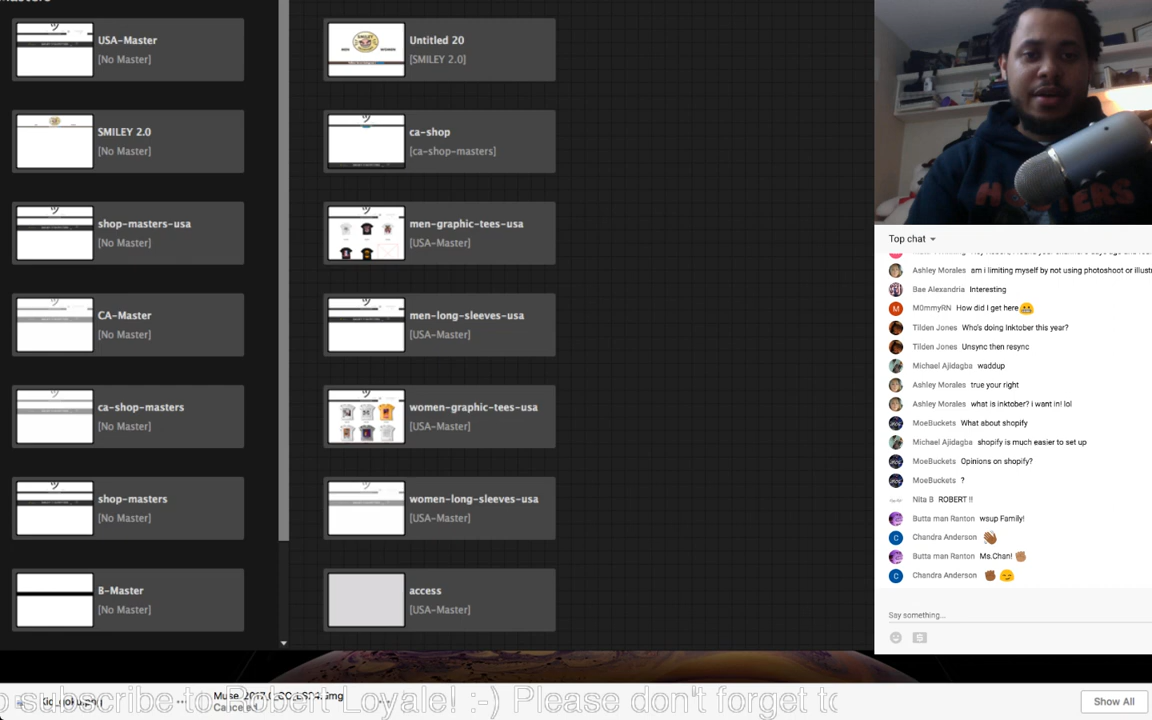 USA-Master
[No Master]
SMILEY 2.0
[No Master]
shop-masters-usa
[No Master]
CA-Master
[No Master]
ca-shop-masters
[No Master]
shop-masters
[No Master]
B-Master
[No Master]
Untitled 20
[SMILEY 2.0]
ca-shop
[ca-shop-masters]
men-graphic-tees-usa
[USA-Master]
men-long-sleeves-usa
[USA-Master]
women-graphic-tees-usa
[USA-Master]
women-long-sleeves-usa
[USA-Master]
access
[USA-Master]
HOOTERS
Top chat
Ashley Morales am i limiting myself by not using photoshoot or illustr
Bae Alexandria Interesting
M0mmyRN How did I get here
Tilden Jones Who's doing Inktober this year?
Tilden Jones Unsync then resync
Michael Ajidagba waddup
Ashley Morales true your right
Ashley Morales what is inktober? i want in! lol
MoeBuckets What about shopify
Michael Ajidagba shopify is much easier to set up
MoeBuckets Opinions on shopify?
MoeBuckets ?
Nita B ROBERT !!
Butta man Ranton wsup Family!
Chandra Anderson
Butta man Ranton Ms.Chan!
Chandra Anderson
Say something...
o subscribe to Robert Loyale! :-) Please don't forget to
Canceled
Show All